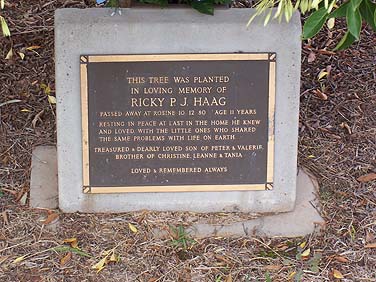 THIS TREE WAS PLANTED
IN LOVING MEMORY OF
RICKY P.J. HAAG
PASSED AWAY AT ROSINE 10.12.80 AGE 11 YEARS
RESTING IN PEACE AT LAST IN THE HOME HE KNEW
AND LOVED WITH THE LITTLE ONES WHO SHARED
THE SAME PROBLEMS WITH LIFE ON EARTH
TREASURED & DEARLY LOVED SON OF PETER & VALERIE
BROTHER OF CHRISTINE, LEANNE & TANIA
LOVED & REMEMBERED ALWAYS